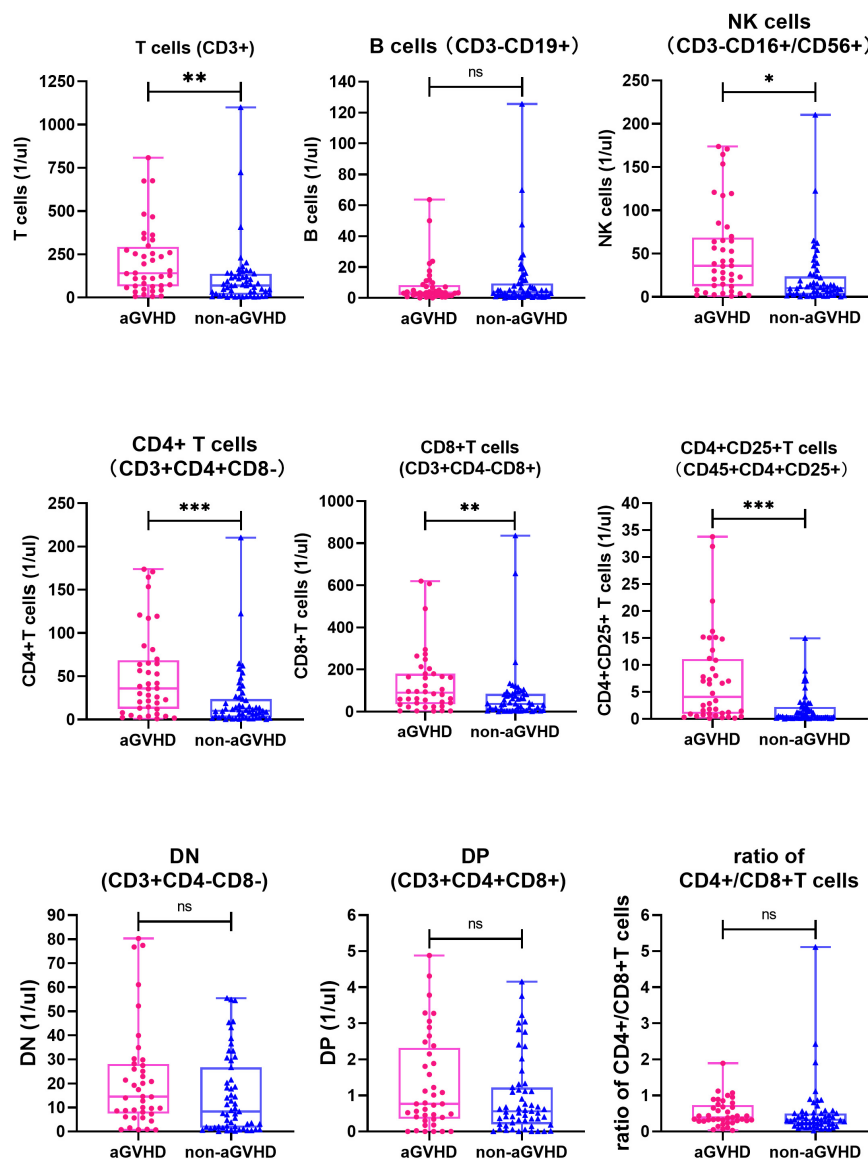 T cells (CD3+)
T cells (1/ul)
1250
750
500
250
0
**
aGVHD non-aGVHD
B cells（CD3-CD19+)
B cells (1/ul)
140
120
100
80
60
40
20
0
ns
aGVHD non-aGVHD
NK cells
（CD3-CD16+/CD56+)
NK cells (1/ul)
250
200
150
100
50
0
*
aGVHD non-aGVHD
CD4+ T cells
（CD3+CD4+CD8-)
CD4+T cells (1/ul)
250
200
150
100
50
0
***
aGVHD non-aGVHD
CD8+T cells
(CD3+CD4-CD8+)
CD8+T cells (1/ul)
1000
800
600
400
200
0
**
aGVHD non-aGVHD
CD4+CD25+T cells
（CD45+CD4+CD25+)
CD4+CD25+ T cells (1/ul)
40
35
30
25
20
15
10
5
0
***
aGVHD non-aGVHD
DN
(CD3+CD4-CD8-)
DN (1/ul)
90
80
70
60
50
40
30
20
10
0
ns
aGVHD non-aGVHD
DP
(CD3+CD4+CD8+)
DP (1/ul)
6
5
4
3
2
1
0
ns
aGVHD non-aGVHD
ratio of
CD4+/CD8+T cells
ratio of CD4+/CD8+T cells
6
5
4
3
2
1
0
ns
aGVHD non-aGVHD